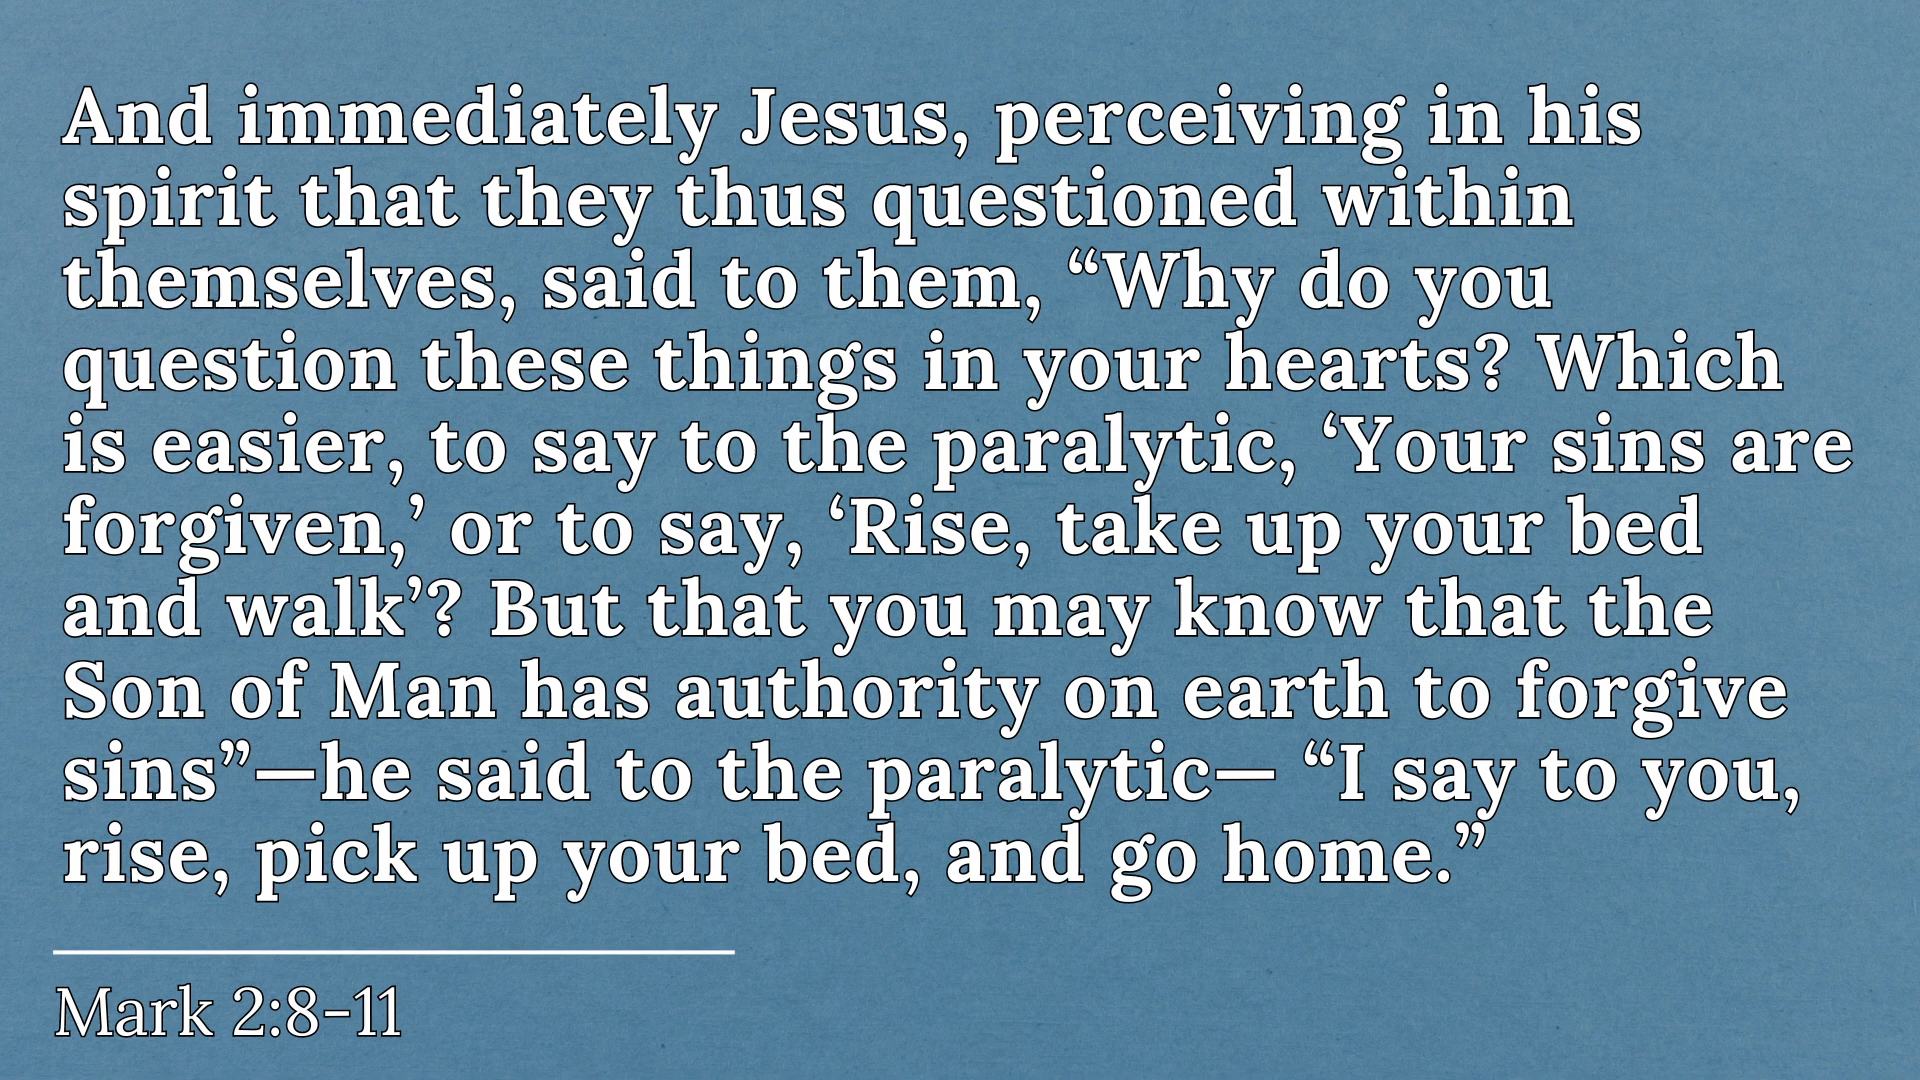 And immediately Jesus, perceiving in his
spirit that they thus questioned within
themselves, said to them, “Why do you
question these things in your hearts? Which
is easier, to say to the paralytic, ‘Your sins are
forgiven,’ or to say, ‘Rise, take up your bed
and walk’? But that you may know that the
Son of Man has authority on earth to forgive
sins”—he said to the paralytic— “I say to you,
rise, pick up your bed, and go home.”
Mark 2:8–11